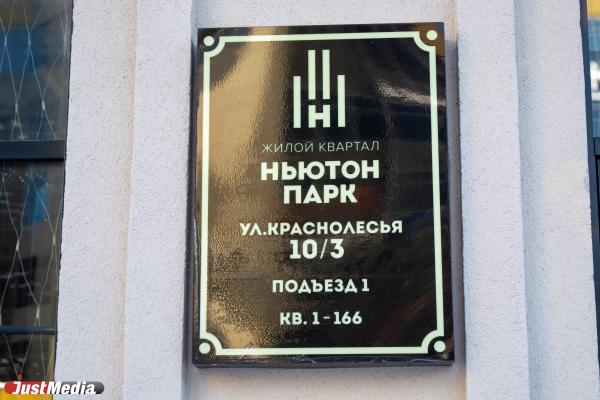 ЖИЛОЙ КВАРТАЛ
НЬЮТОН
ПАРК
УЛ.КРАСНОЛЕСЬЯ
10/3
ПОДЪЕЗД 1
КВ. 1-166
JustMedia